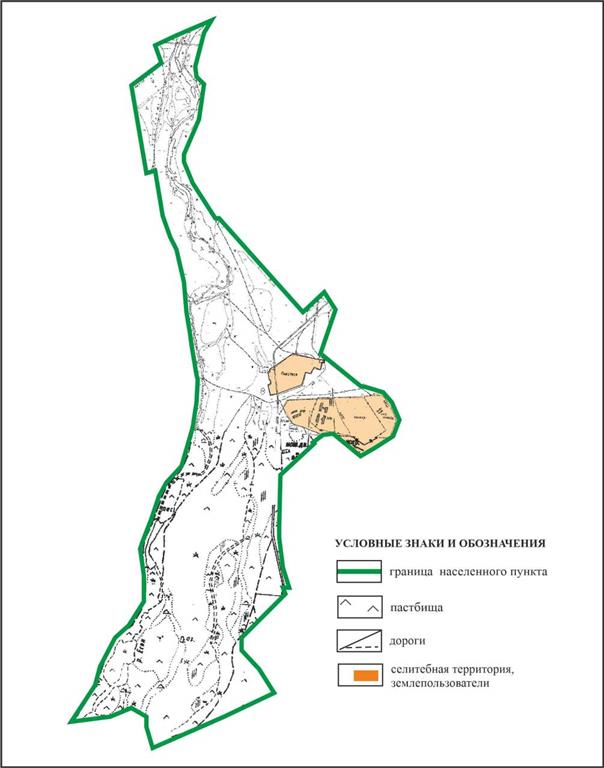 УСЛОВНЫЕ ЗНАКИ И ОБОЗНАЧЕНИЯ
граница населенного пункта
пастбища
дороги
селитебная территория,
землепользователи